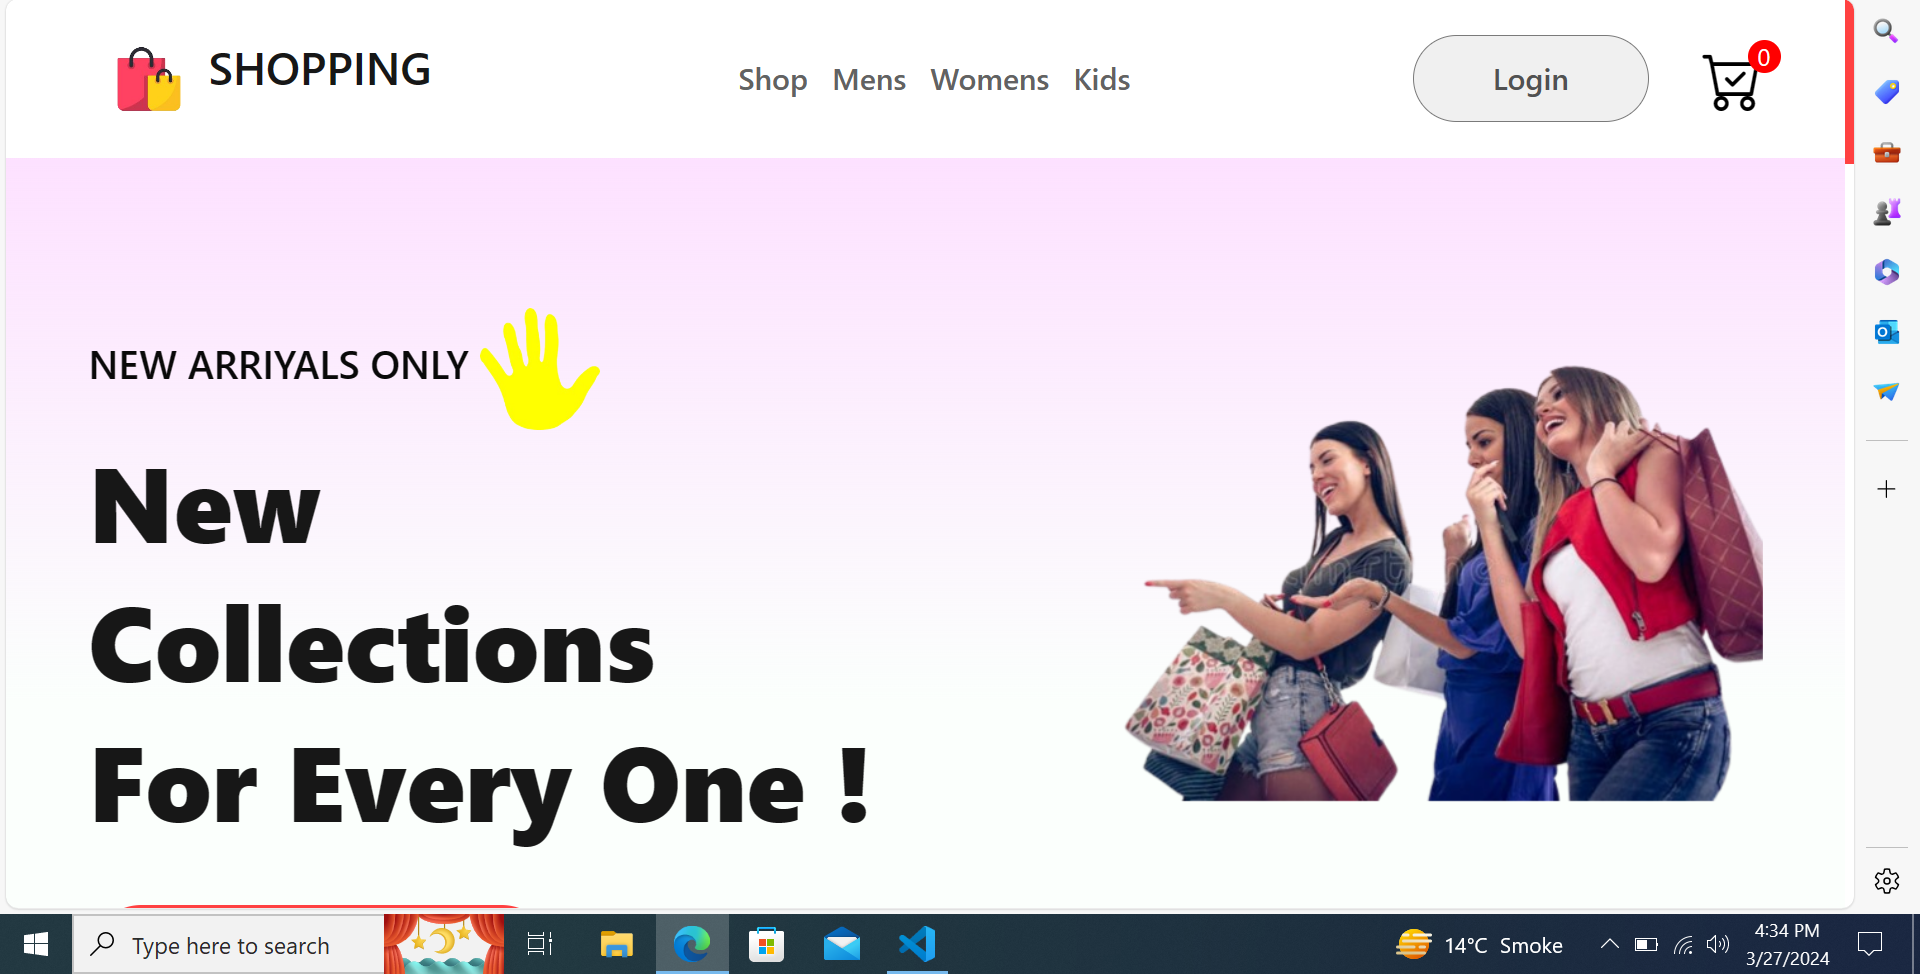 SHOPPING
Shop Mens Womens Kids
Login
0
NEW ARRIYALS ONLY
New
Collections
For Every One !
Type here to search
14°C Smoke
4:34 PM
3/27/2024